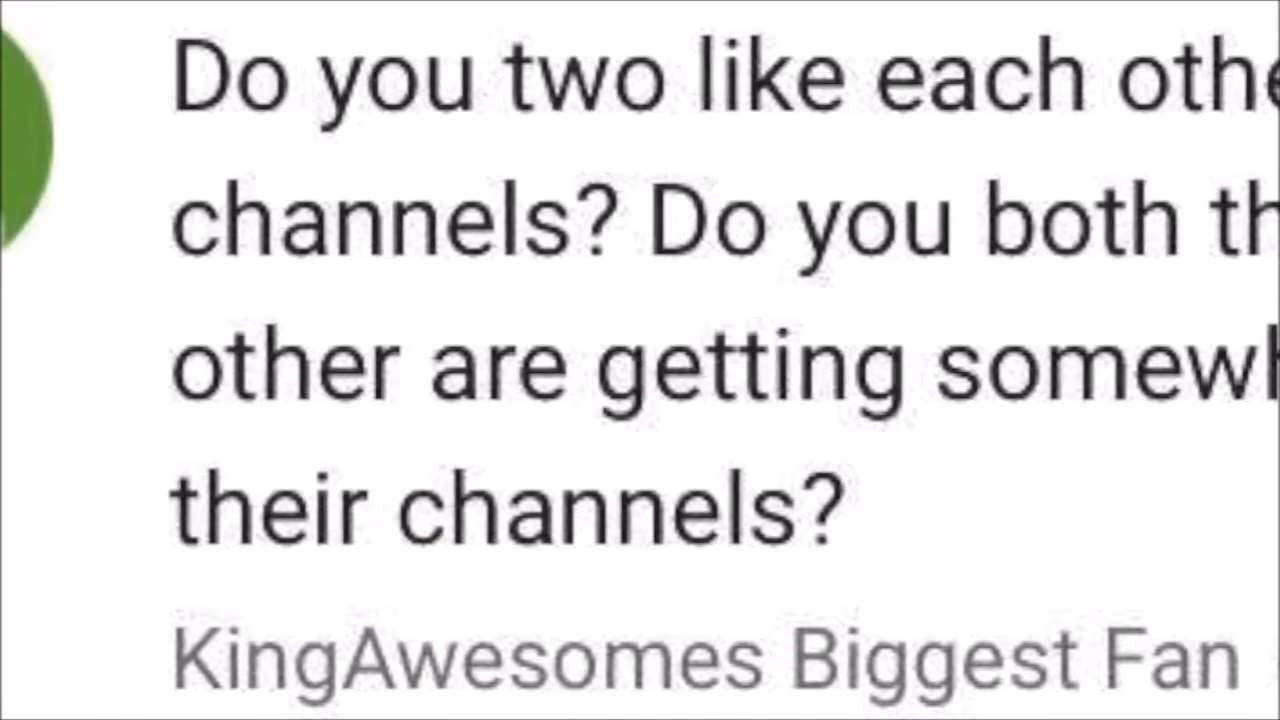 Do you two like each othe
channels? Do you both th
other are getting somewh
their channels?
KingAwesomes Biggest Fan